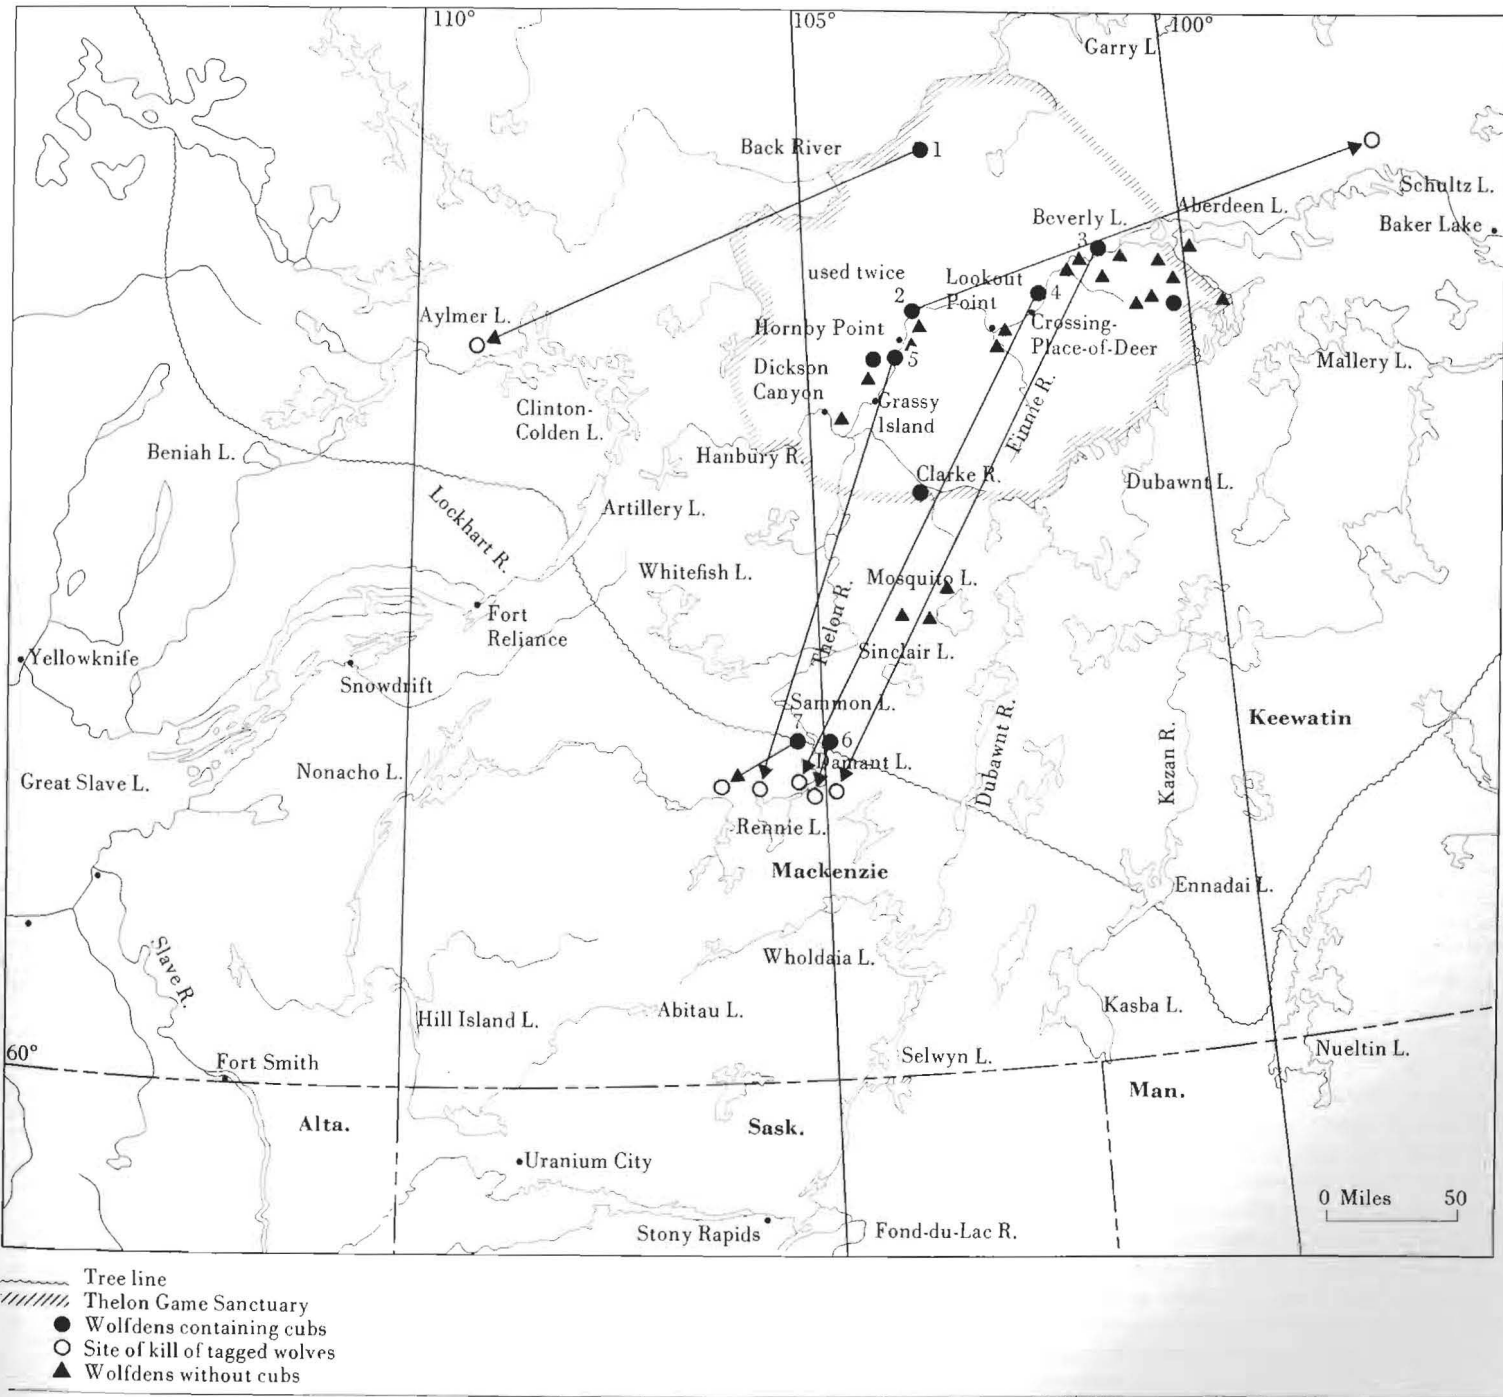 110°
105°
100°
Garry L
Back River
1
Schultz L.
Aberdeen L.
Beverly L.
Baker Lake
3
used twice
Lookout
Point
2
4
Aylmer L.
Hornby Point
Crossing-
Place-of-Deer
5
Mallery L.
Dickson
Canyon
Grassy
Island
Clinton-
Colden L.
Finnie R.
Beniah L.
Hanbury R.
Clarke R.
Dubawnt L.
Lockhart R.
Artillery L.
Whitefish L.
Mosquito L.
Fort
Reliance
Thelon R.
Yellowknife
Sinclair L.
Snowdrift
Sammon L.
Dubawnt R.
Kazan R.
Keewatin
7
6
Damant L.
Great Slave L.
Nonacho L.
Rennie L.
Mackenzie
Ennadai L.
Slave R.
Wholdaia L.
Hill Island L.
Abitau L.
Kasba L.
60°
Fort Smith
Selwyn L.
Nueltin L.
Alta.
Sask.
Man.
Uranium City
0 Miles 50
Stony Rapids
Fond-du-Lac R.
Tree line
Thelon Game Sanctuary
Wolfdens containing cubs
Site of kill of tagged wolves
Wolfdens without cubs